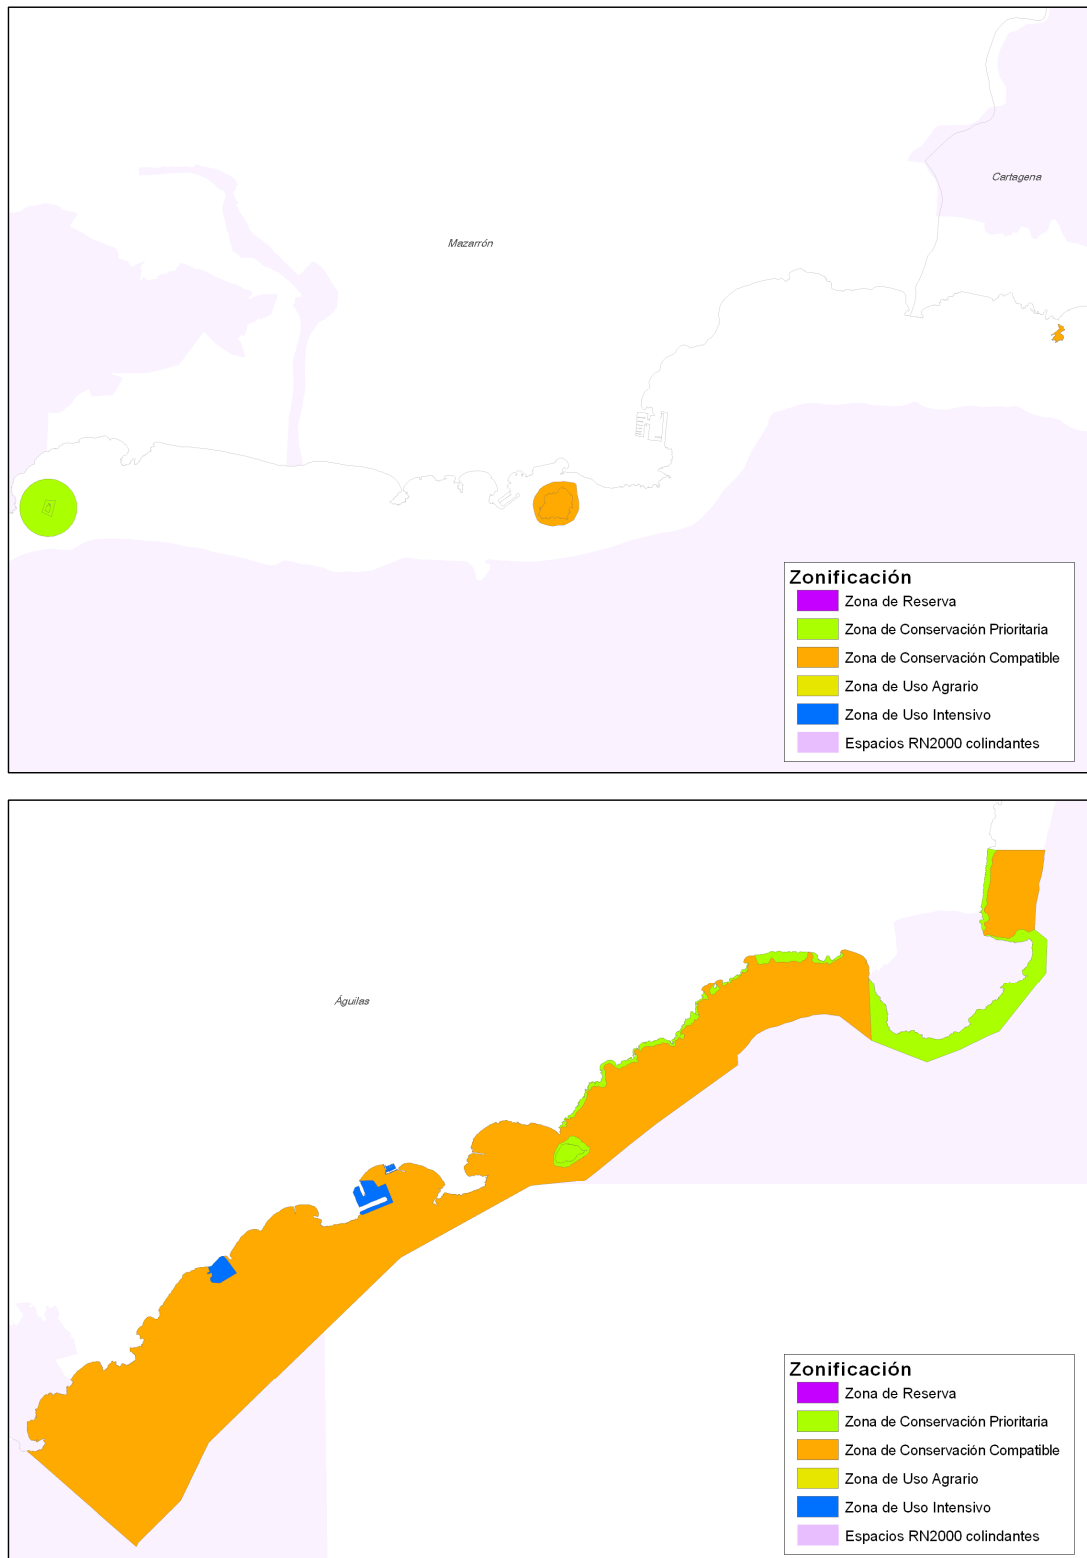 Cartagena
Mazarrón
Zonificación
Zona de Reserva
Zona de Conservación Prioritaria
Zona de Conservación Compatible
Zona de Uso Agrario
Zona de Uso Intensivo
Espacios RN2000 colindantes
Águilas
Zonificación
Zona de Reserva
Zona de Conservación Prioritaria
Zona de Conservación Compatible
Zona de Uso Agrario
Zona de Uso Intensivo
Espacios RN2000 colindantes